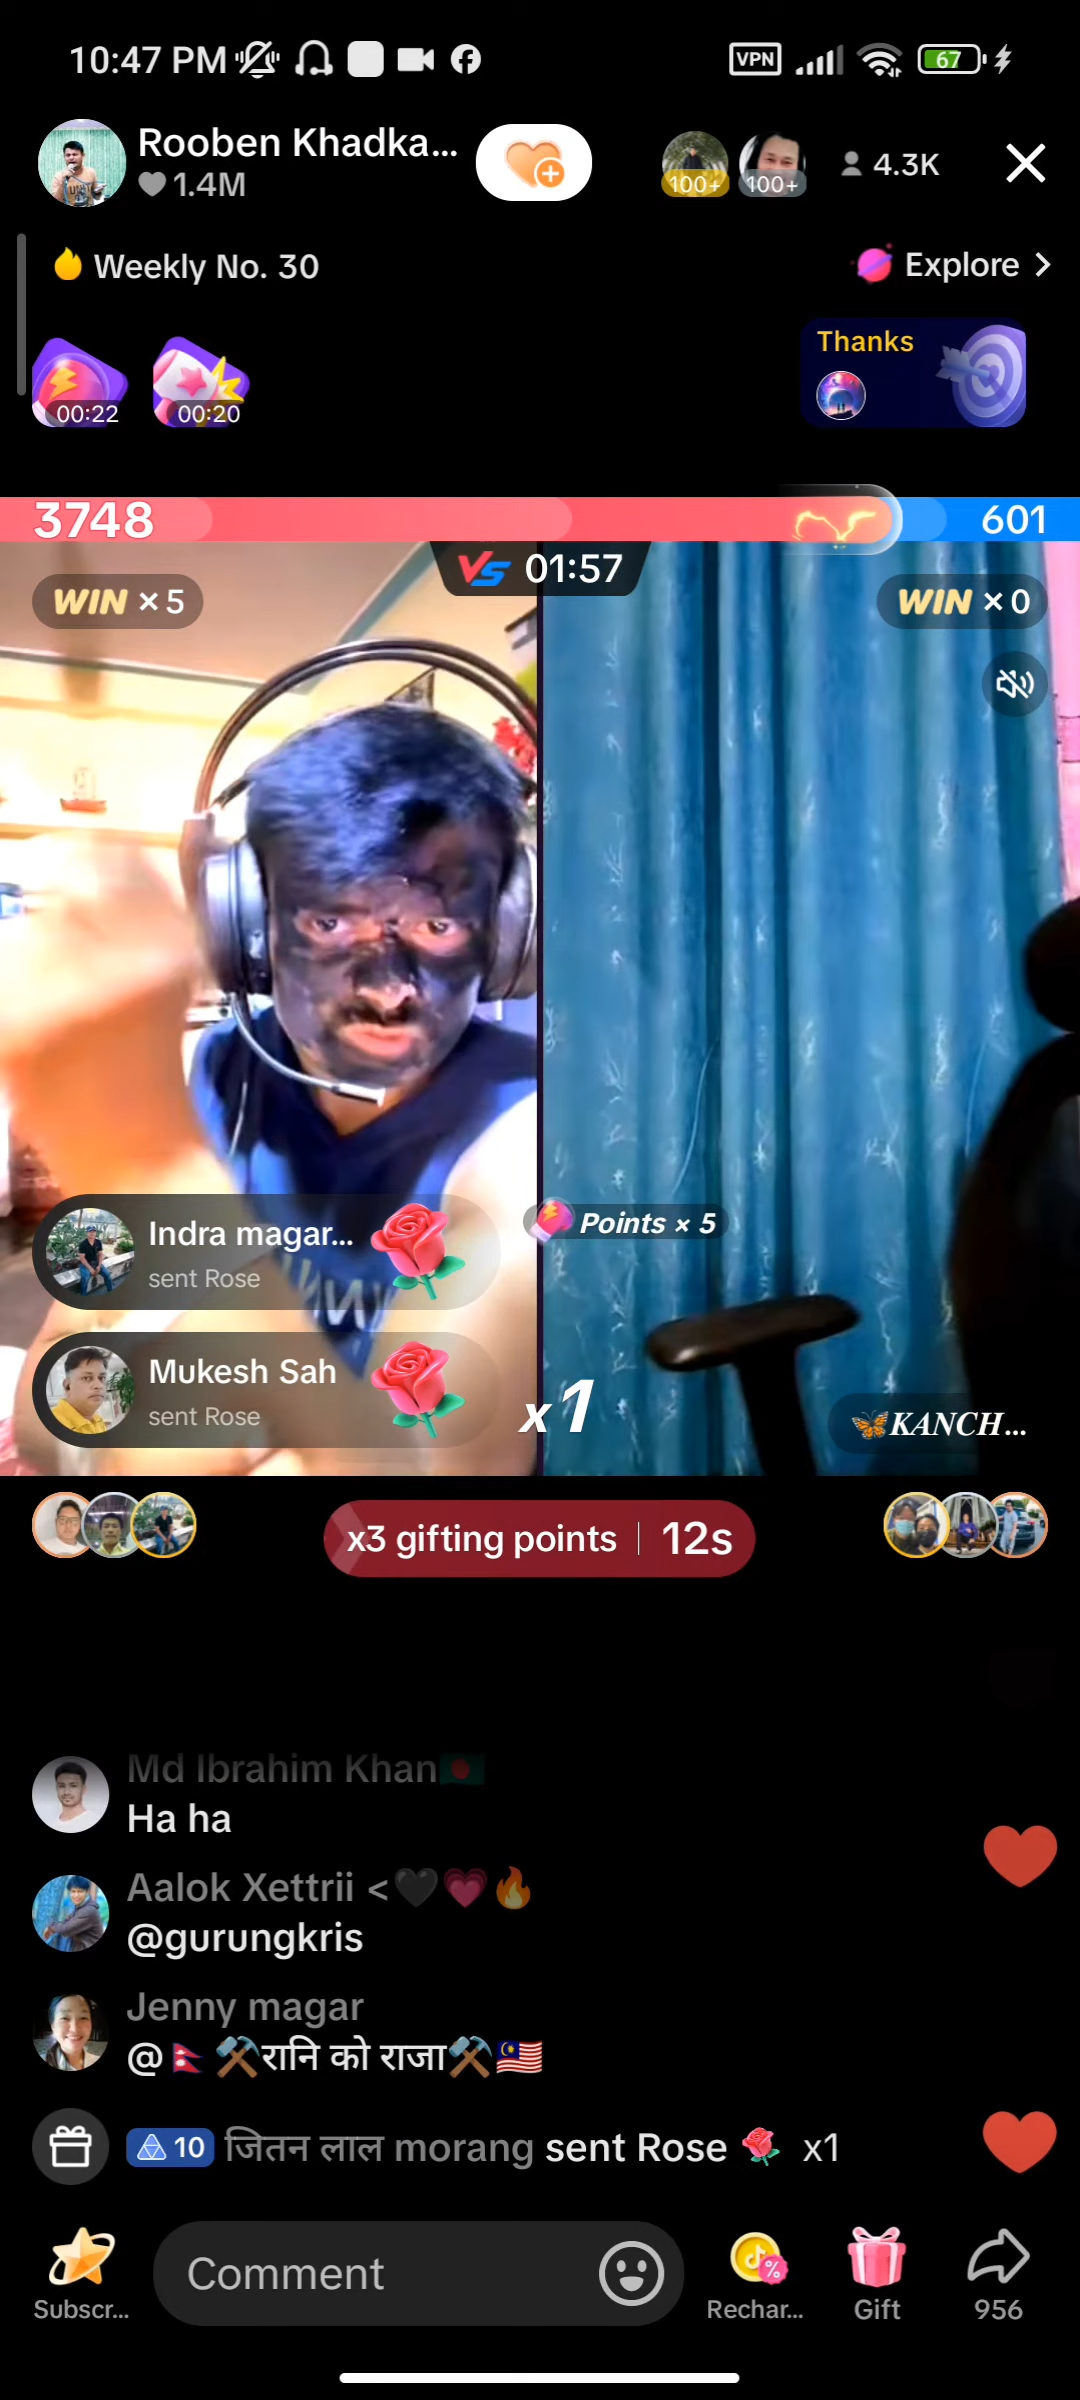 10:47 PM
VPN
67
Rooben Khadka...
1.4M
100+
100+
4.3K
Weekly No. 30
Explore
Thanks
00:22
00:20
3748
601
VS 01:57
WIN × 5
WIN × 0
Indra magar...
sent Rose
Points × 5
Mukesh Sah
sent Rose
x1
🦋KANCH...
x3 gifting points | 12s
Md Ibrahim Khan🇧🇩
Ha ha
Aalok Xettrii <🖤💗🔥
@gurungkris
Jenny magar
@🇳🇵 ⚒️रानि को राजा⚒️🇲🇾
10 जितन लाल morang sent Rose 🌹 x1
Comment
Subscr...
Rechar...
Gift
956